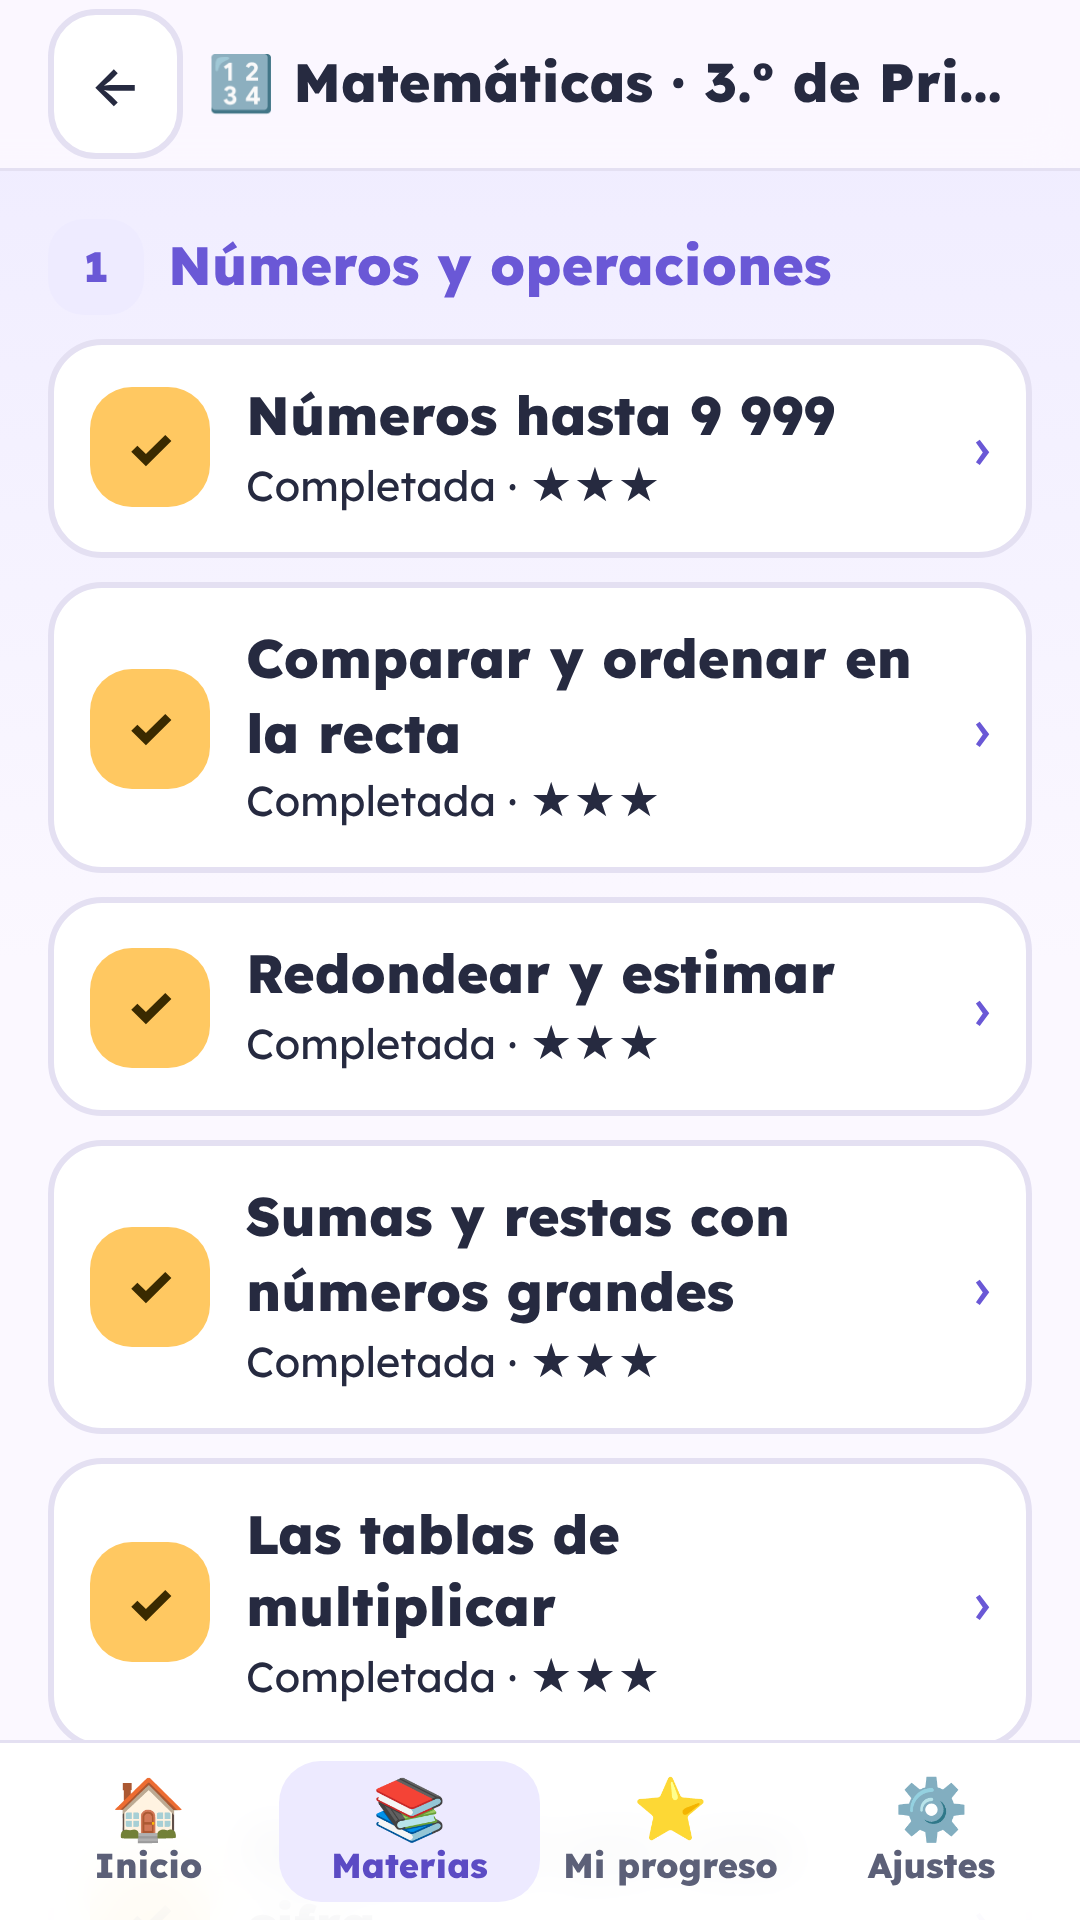 Matemáticas · 3.º de Pri...
1 Números y operaciones
Números hasta 9 999
Completada · ★★★
Comparar y ordenar en
la recta
Completada · ★★★
Redondear y estimar
Completada · ★★★
Sumas y restas con
números grandes
Completada · ★★★
Las tablas de
multiplicar
Completada · ★★★
Inicio
Materias
Mi progreso
Ajustes